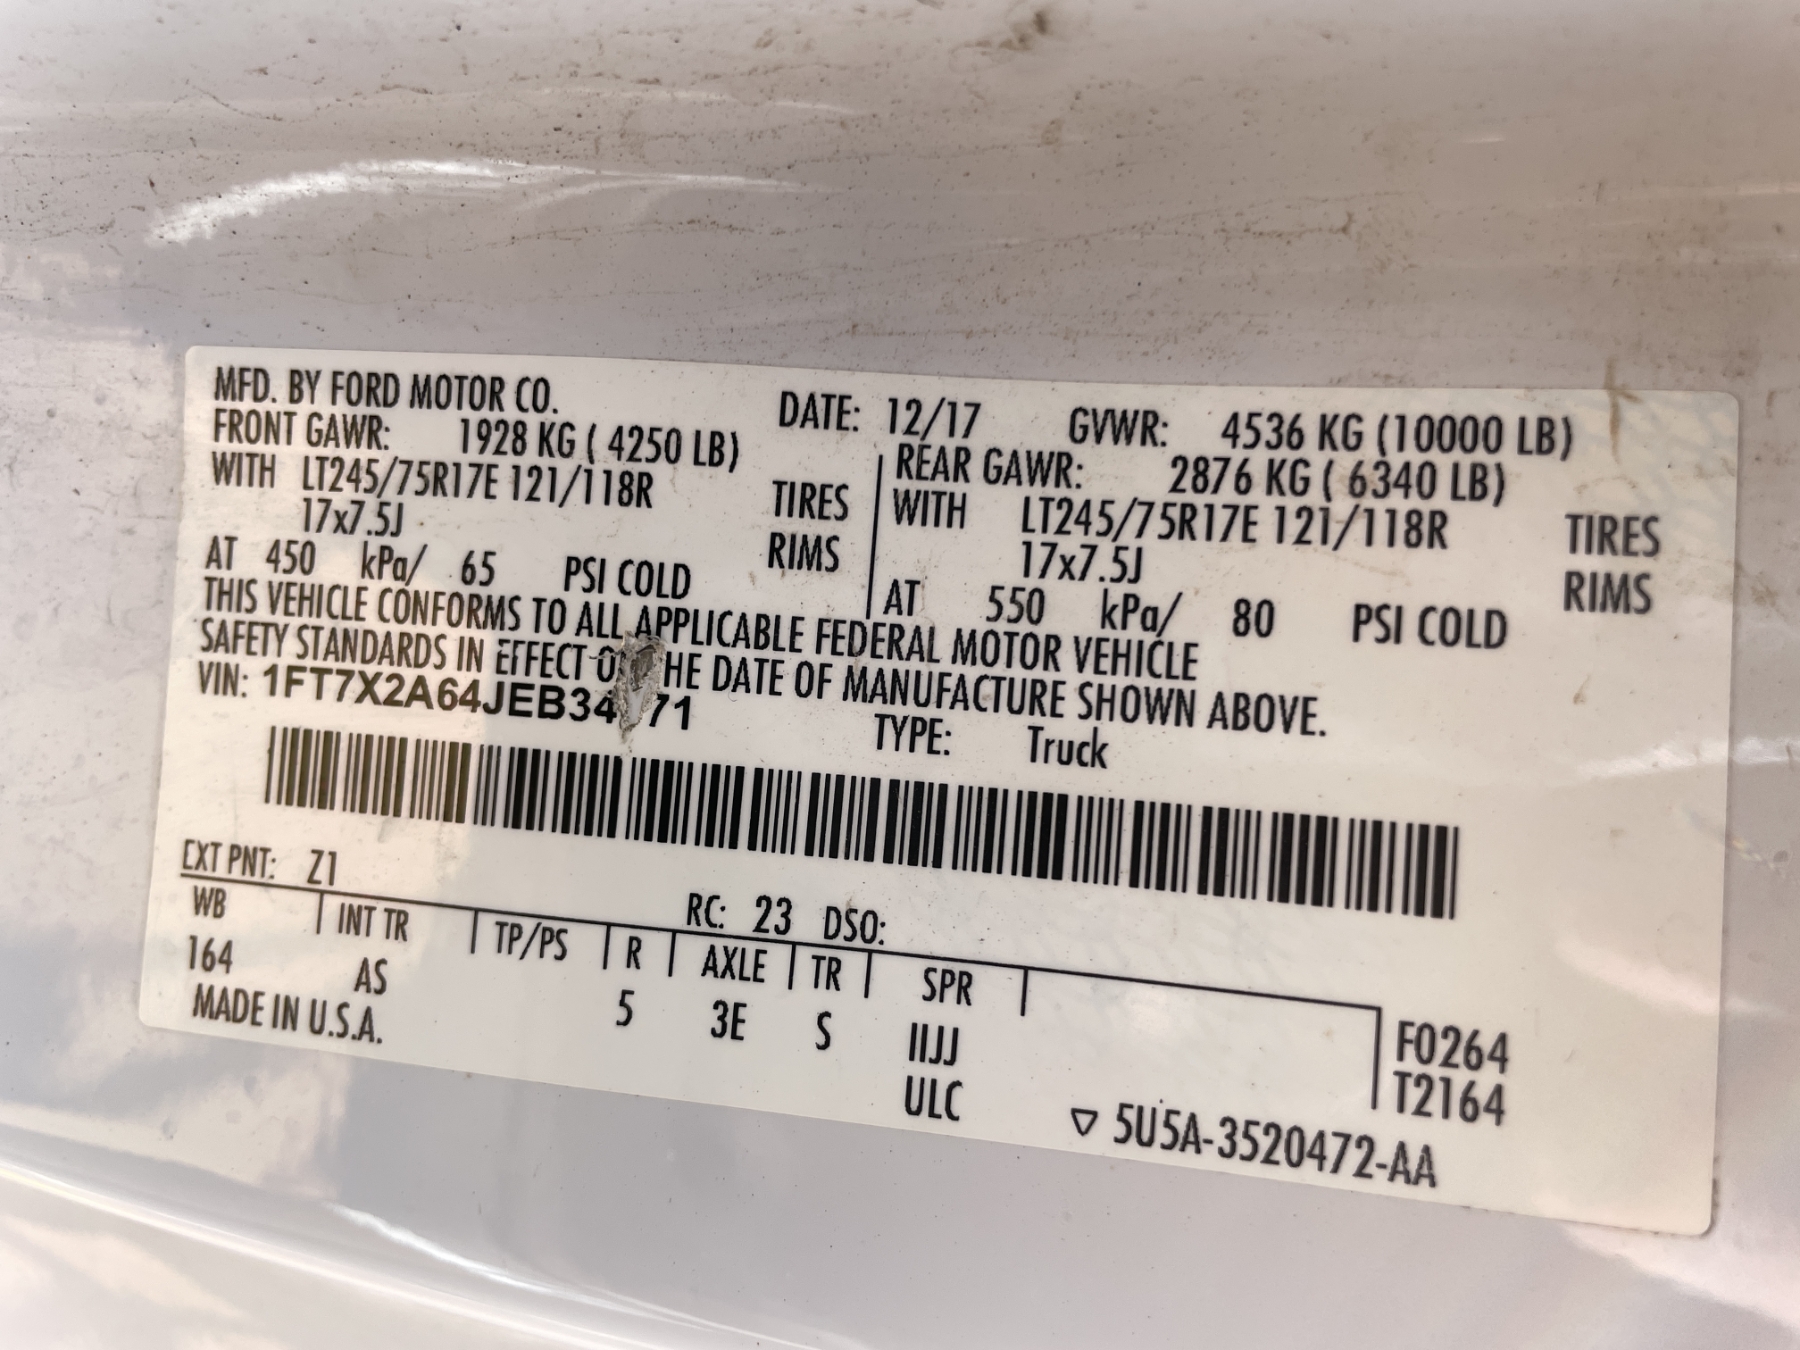 MFD. BY FORD MOTOR CO.
DATE: 12/17
GVWR: 4536 KG (10000 LB)
FRONT GAWR: 1928 KG ( 4250 LB)
WITH LT245/75R17E 121/118R TIRES
17x7.5J RIMS
AT 450 kPa/ 65 PSI COLD
REAR GAWR: 2876 KG ( 6340 LB)
WITH LT245/75R17E 121/118R TIRES
17x7.5J RIMS
AT 550 kPa/ 80 PSI COLD
THIS VEHICLE CONFORMS TO ALL APPLICABLE FEDERAL MOTOR VEHICLE
SAFETY STANDARDS IN EFFECT DATE OF MANUFACTURE SHOWN ABOVE.
VIN:
TYPE: Truck
EXT PNT: Z1
RC: 23 DSO:
WB INT TR TP/PS R AXLE TR SPR
164 AS 5 3E S IIJJ
ULC
MADE IN U.S.A.
F0264
T2164
▽ 5U5A-3520472-AA